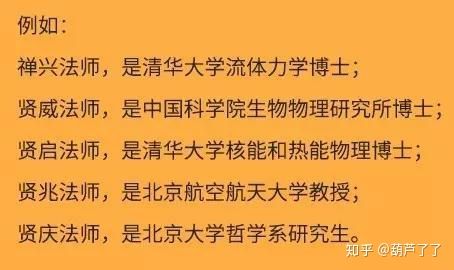 例如：
禅兴法师，是清华大学流体力学博士；
贤威法师，是中国科学院生物物理研究所博士；
贤启法师，是清华大学核能和热能物理博士；
贤兆法师，是北京航空航天大学教授；
贤庆法师，是北京大学哲学系研究生。
知乎 @葫芦了了